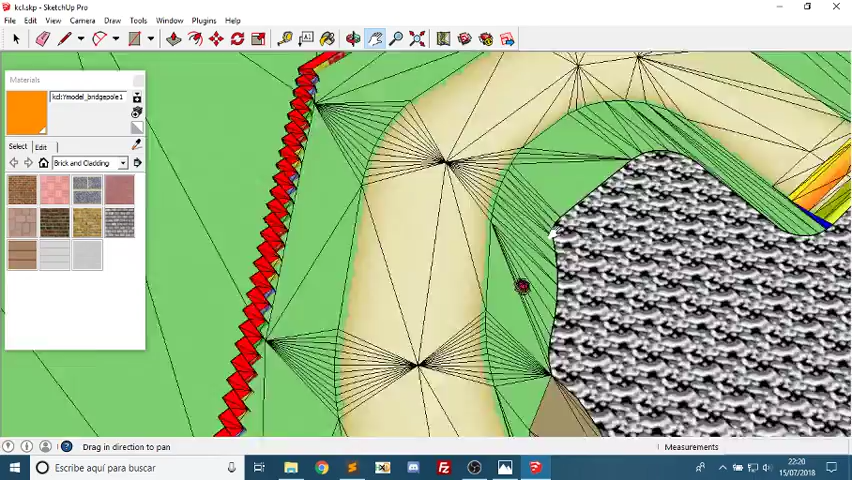 kcl.skp - SketchUp Pro
File Edit View Camera Draw Tools Window Plugins Help
Materials
kcl:Ymodel_bridgepole1
Select Edit
Brick and Cladding
Drag in direction to pan
Measurements
Escribe aquí para buscar
22:20
15/07/2018